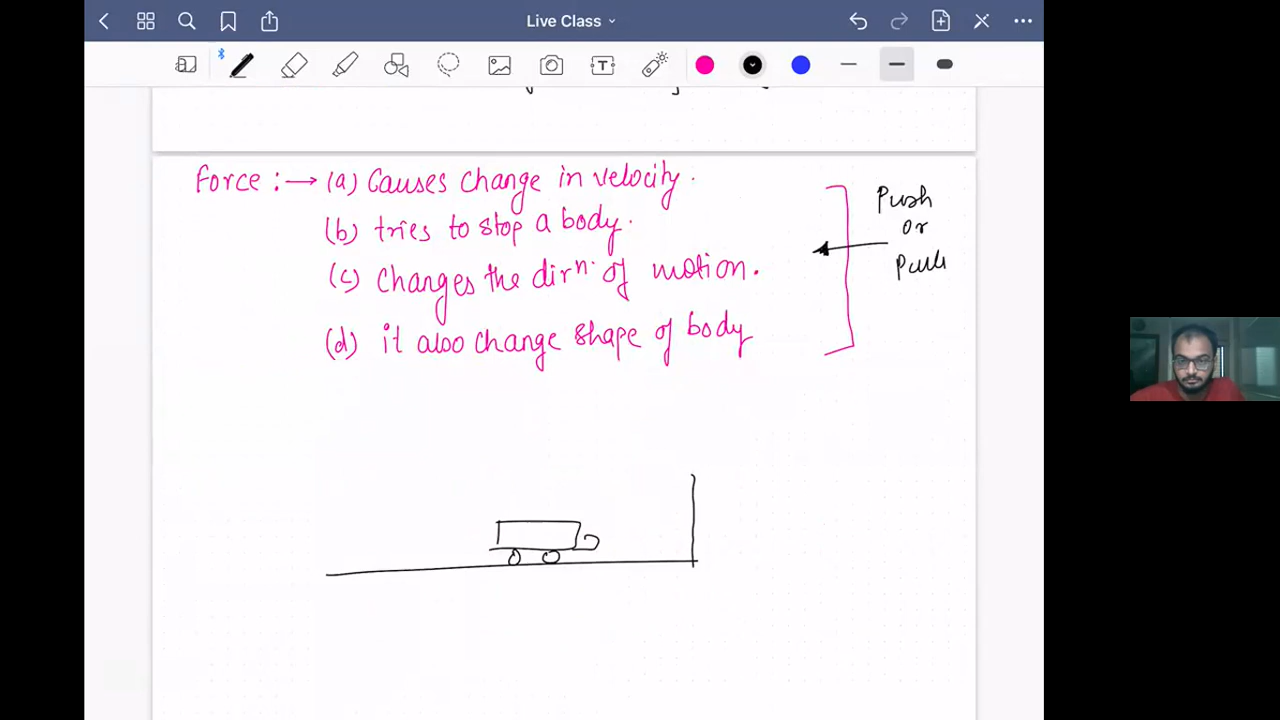 Live Class
Force :→ (a) Causes change in velocity.
(b) tries to stop a body.
(c) Changes the dirⁿ. of motion.
(d) it also change shape of body
Push
or
Pull